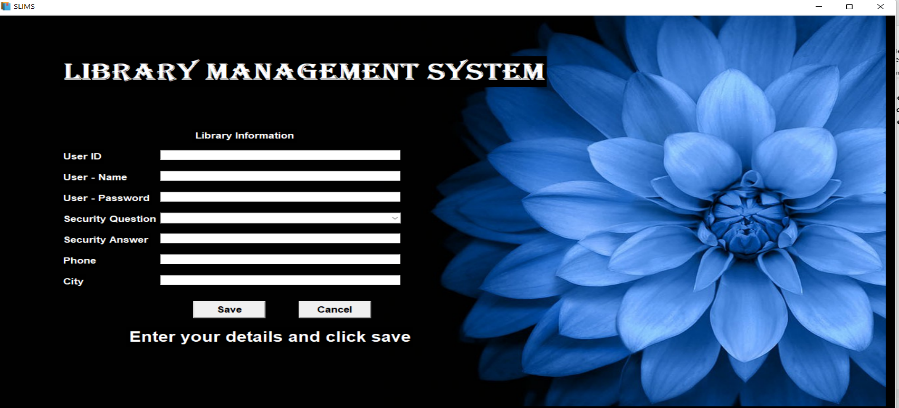 SLIMS
LIBRARY MANAGEMENT SYSTEM
Library Information
User ID
User - Name
User - Password
Security Question
Security Answer
Phone
City
Save Cancel
Enter your details and click save